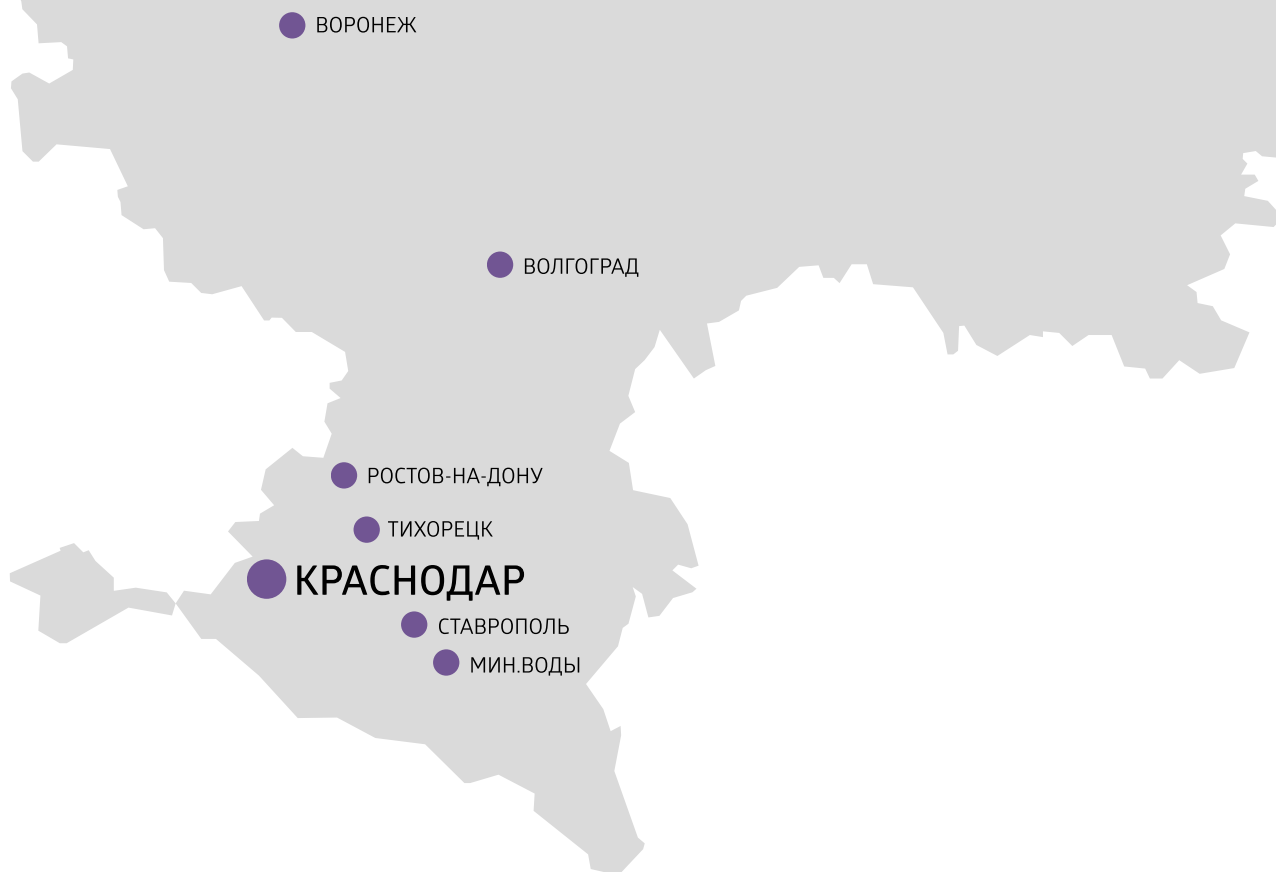 ВОРОНЕЖ
ВОЛГОГРАД
РОСТОВ-НА-ДОНУ
ТИХОРЕЦК
КРАСНОДАР
СТАВРОПОЛЬ
МИН.ВОДЫ